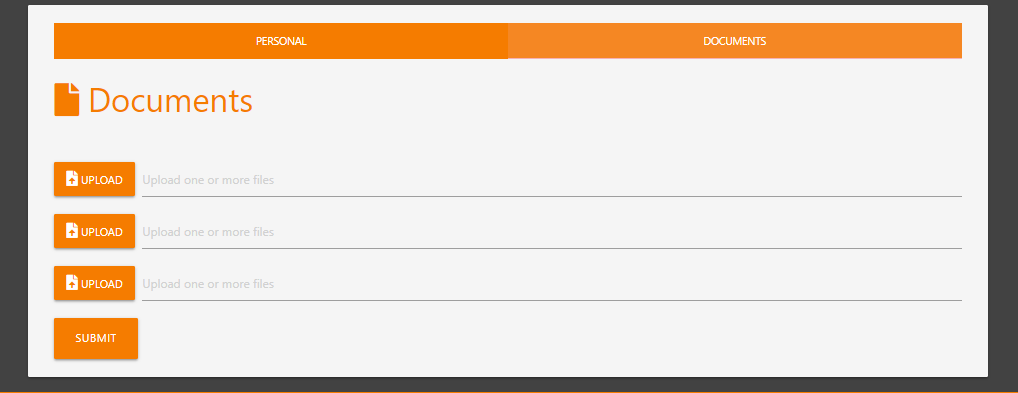 PERSONAL DOCUMENTS
Documents
UPLOAD Upload one or more files
UPLOAD Upload one or more files
UPLOAD Upload one or more files
SUBMIT